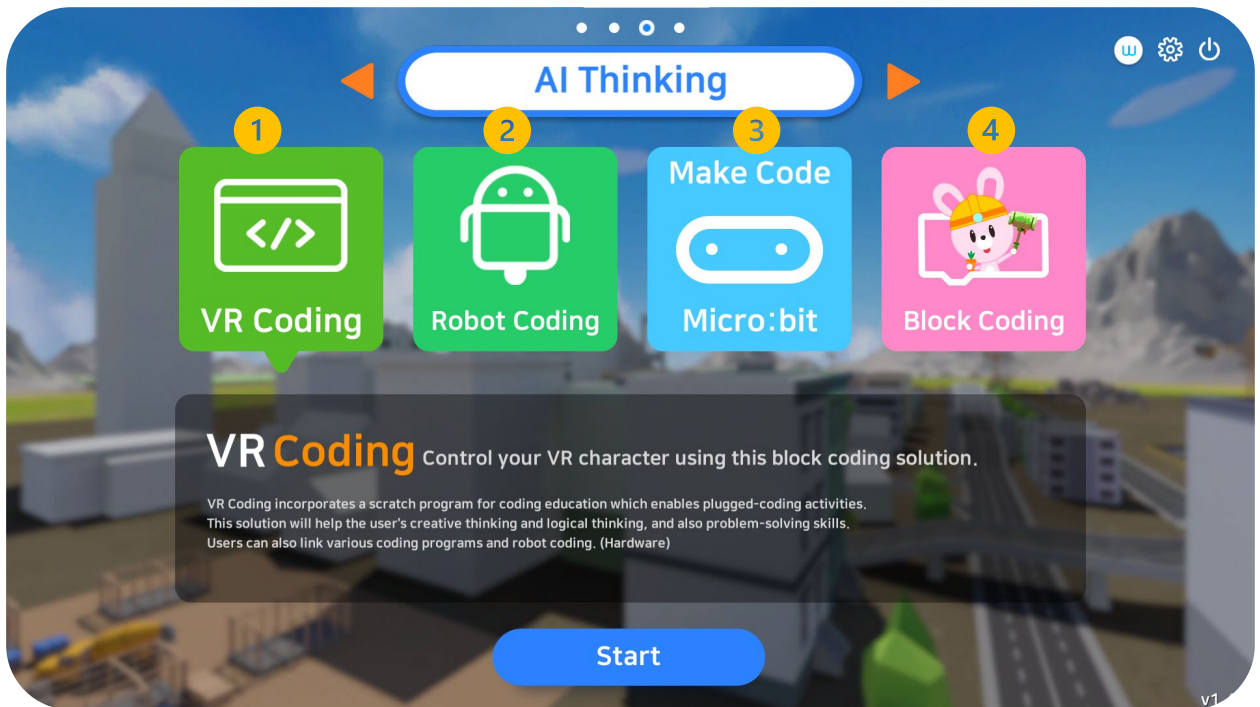 AI Thinking
1
2
3
4
VR Coding
Robot Coding
Make Code
Micro:bit
Block Coding
VR Coding Control your VR character using this block coding solution.
VR Coding incorporates a scratch program for coding education which enables plugged-coding activities.
This solution will help the user's creative thinking and logical thinking, and also problem-solving skills.
Users can also link various coding programs and robot coding. (Hardware)
Start